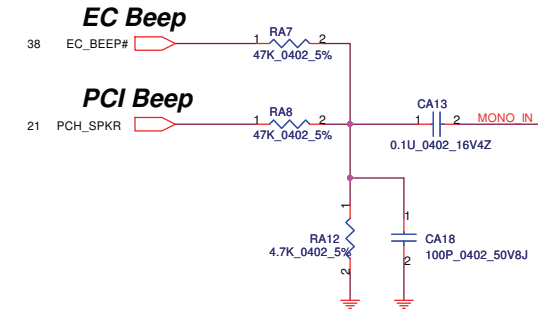 EC Beep
38 EC_BEEP# 1 RA7 2
47K_0402_5%
PCI Beep
21 PCH_SPKR 1 RA8 2
47K_0402_5%
CA13
1 2 MONO_IN
0.1U_0402_16V4Z
1
RA12
4.7K_0402_5%
2
1
CA18
100P_0402_50V8J
2